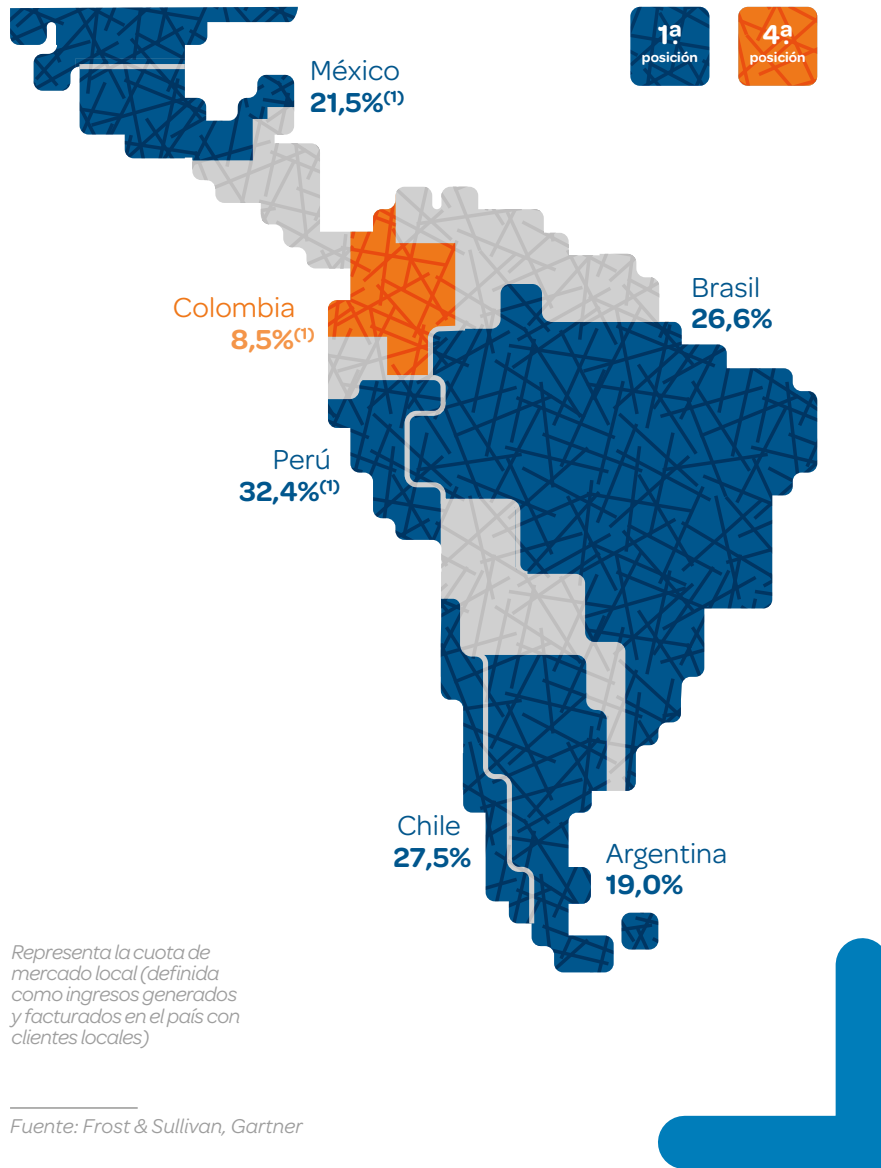 1ª
posición
4ª
posición
México
21,5%(1)
Colombia
8,5%(1)
Brasil
26,6%
Perú
32,4%(1)
Chile
27,5%
Argentina
19,0%
Representa la cuota de
mercado local (definida
como ingresos generados
y facturados en el país con
clientes locales)
Fuente: Frost & Sullivan, Gartner